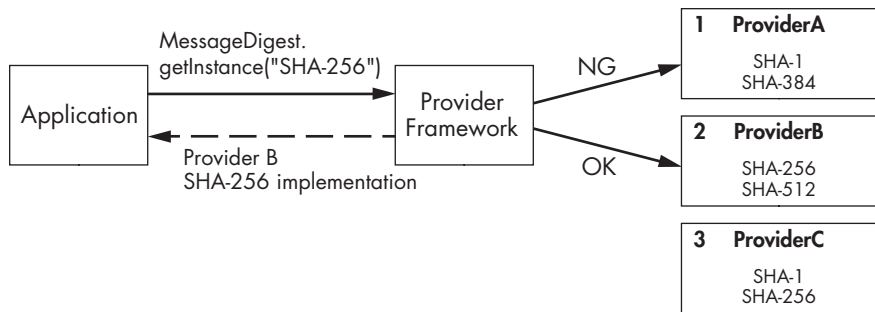 MessageDigest.
getInstance("SHA-256")
Application
Provider
Framework
Provider B
SHA-256 implementation
NG
OK
1 ProviderA
SHA-1
SHA-384
2 ProviderB
SHA-256
SHA-512
3 ProviderC
SHA-1
SHA-256